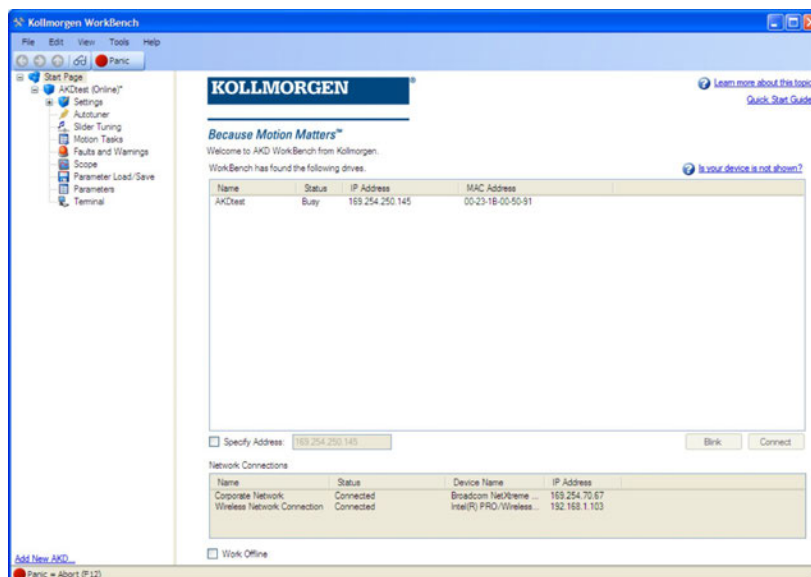 Kollmorgen WorkBench
File Edit View Tools Help
Panic
Start Page
AKDtest (Online)*
Settings
Autotuner
Slider Tuning
Motion Tasks
Faults and Warnings
Scope
Parameter Load/Save
Parameters
Terminal
Add New AKD...
KOLLMORGEN®
Because Motion Matters™
Learn more about this topic
Quick Start Guide
Welcome to AKD WorkBench from Kollmorgen.
WorkBench has found the following drives.
Is your device is not shown?
Name Status IP Address MAC Address
AKDtest Busy 169.254.250.145 00-23-1B-00-50-91
Specify Address: 169.254.250.145 Blink Connect
Network Connections
Name Status Device Name IP Address
Corporate Network Connected Broadcom NetXtreme ... 169.254.70.67
Wireless Network Connection Connected Intel(R) PRO/Wireless... 192.168.1.103
Work Offline
Panic = Abort (F12)